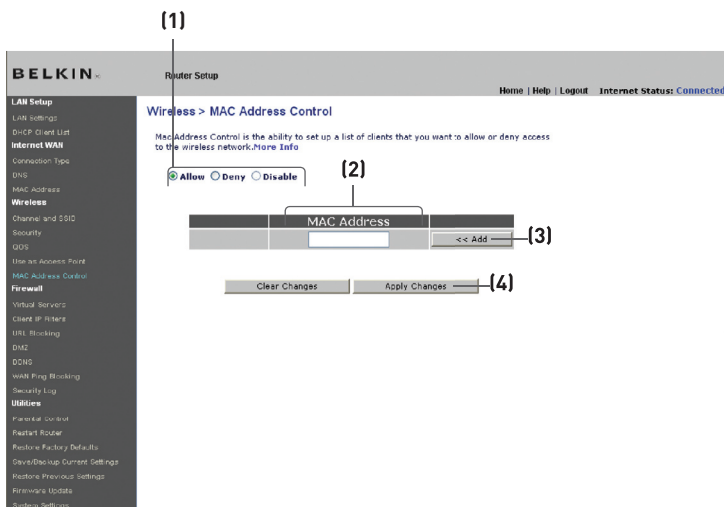 (1)
BELKIN
Router Setup
Home | Help | Logout Internet Status: Connected
LAN Setup
LAN Settings
DHCP Client List
Internet WAN
Connection Type
DNS
MAC Address
Wireless
Channel and SSID
Security
QOS
Use as Access Point
MAC Address Control
Firewall
Virtual Servers
Client IP Filters
URL Blocking
DMZ
DDNS
WAN Ping Blocking
Security Log
Utilities
Parental Control
Restart Router
Restore Factory Defaults
Save/Backup Current Settings
Restore Previous Settings
Firmware Update
System Settings
Wireless > MAC Address Control
Mac Address Control is the ability to set up a list of clients that you want to allow or deny access
to the wireless network.More Info
Allow Deny Disable
(2)
MAC Address
<< Add
(3)
Clear Changes Apply Changes
(4)